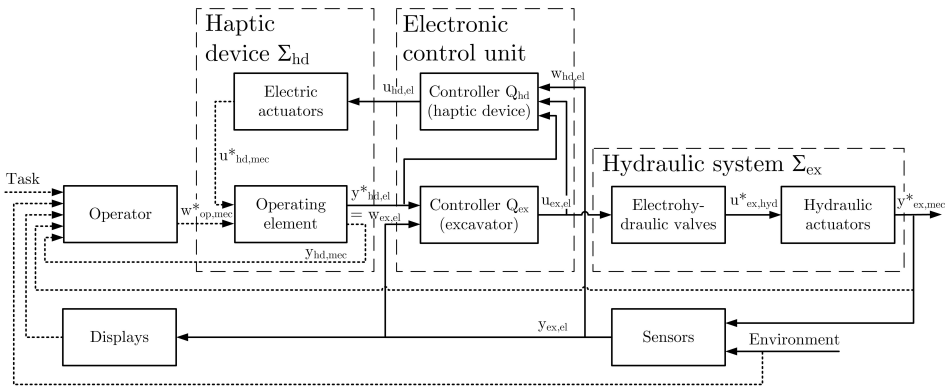 Haptic
device Σhd
Electronic
control unit
whd,el
Electric
actuators
uhd,el
Controller Qhd
(haptic device)
u*hd,mec
Hydraulic system Σex
Task
Operator
w*op,mec
Operating
element
y*hd,el
= wex,el
Controller Qex
(excavator)
uex,el
Electrohy-
draulic valves
u*ex,hyd
Hydraulic
actuators
y*ex,mec
yhd,mec
Displays
yex,el
Sensors
Environment